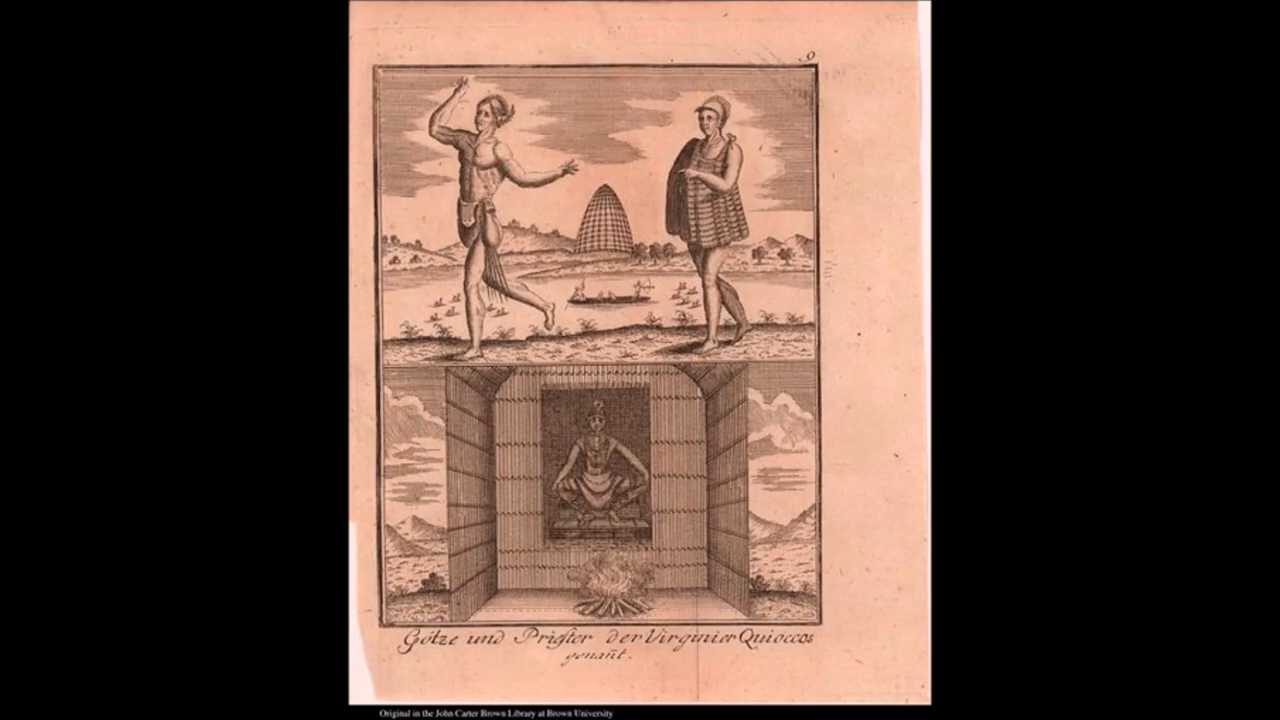 9
Götze und Priester der Virginier Quioccos
genañt.
Original in the John Carter Brown Library at Brown University